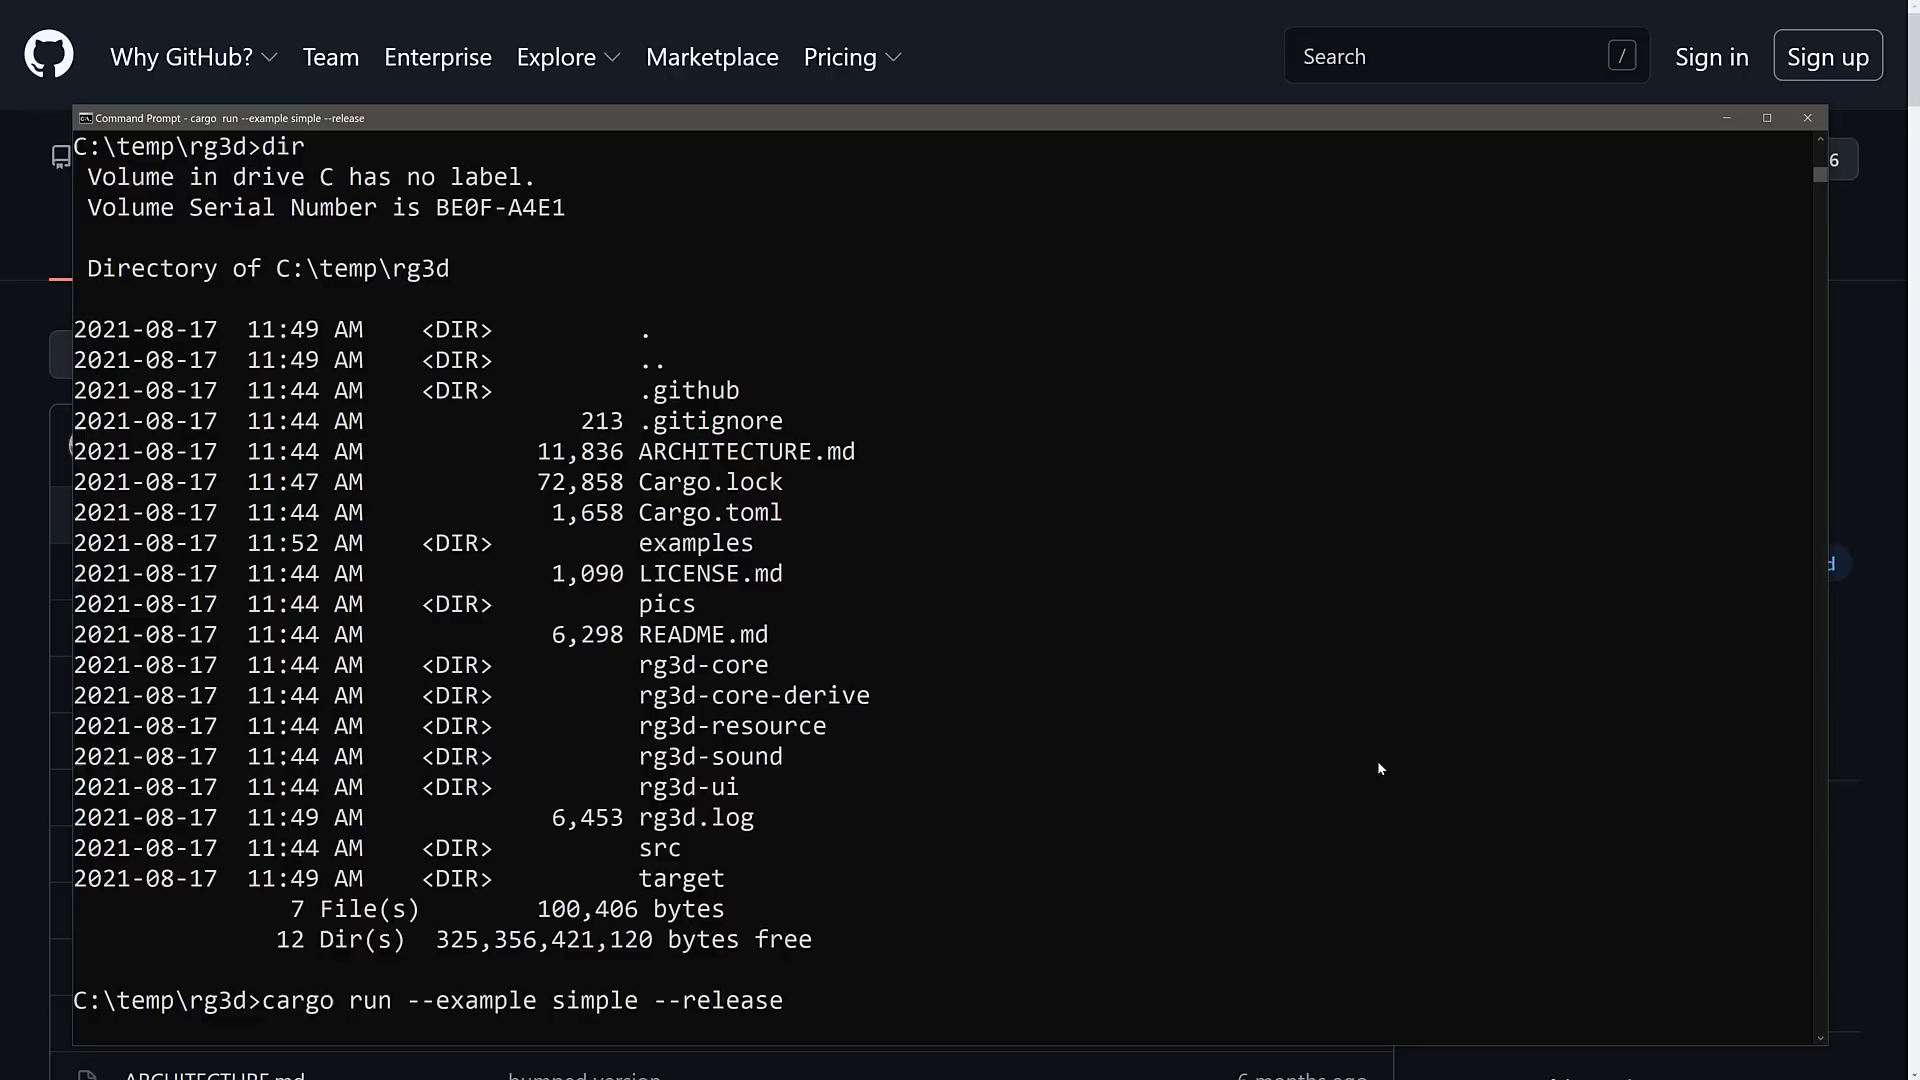 Why GitHub? Team Enterprise Explore Marketplace Pricing Search / Sign in Sign up
Command Prompt - cargo  run --example simple --release
C:\temp\rg3d>dir
6
 Volume in drive C has no label.
 Volume Serial Number is BE0F-A4E1
 Directory of C:\temp\rg3d
2021-08-17  11:49 AM    <DIR>          .
2021-08-17  11:49 AM    <DIR>          ..
2021-08-17  11:44 AM    <DIR>          .github
2021-08-17  11:44 AM               213 .gitignore
2021-08-17  11:44 AM            11,836 ARCHITECTURE.md
2021-08-17  11:47 AM            72,858 Cargo.lock
2021-08-17  11:44 AM             1,658 Cargo.toml
2021-08-17  11:52 AM    <DIR>          examples
2021-08-17  11:44 AM             1,090 LICENSE.md
2021-08-17  11:44 AM    <DIR>          pics
2021-08-17  11:44 AM             6,298 README.md
2021-08-17  11:44 AM    <DIR>          rg3d-core
2021-08-17  11:44 AM    <DIR>          rg3d-core-derive
2021-08-17  11:44 AM    <DIR>          rg3d-resource
2021-08-17  11:44 AM    <DIR>          rg3d-sound
2021-08-17  11:44 AM    <DIR>          rg3d-ui
2021-08-17  11:49 AM             6,453 rg3d.log
2021-08-17  11:44 AM    <DIR>          src
2021-08-17  11:49 AM    <DIR>          target
               7 File(s)        100,406 bytes
              12 Dir(s)  325,356,421,120 bytes free
C:\temp\rg3d>cargo run --example simple --release
ARCHITECTURE.md bumped version 6 months ago